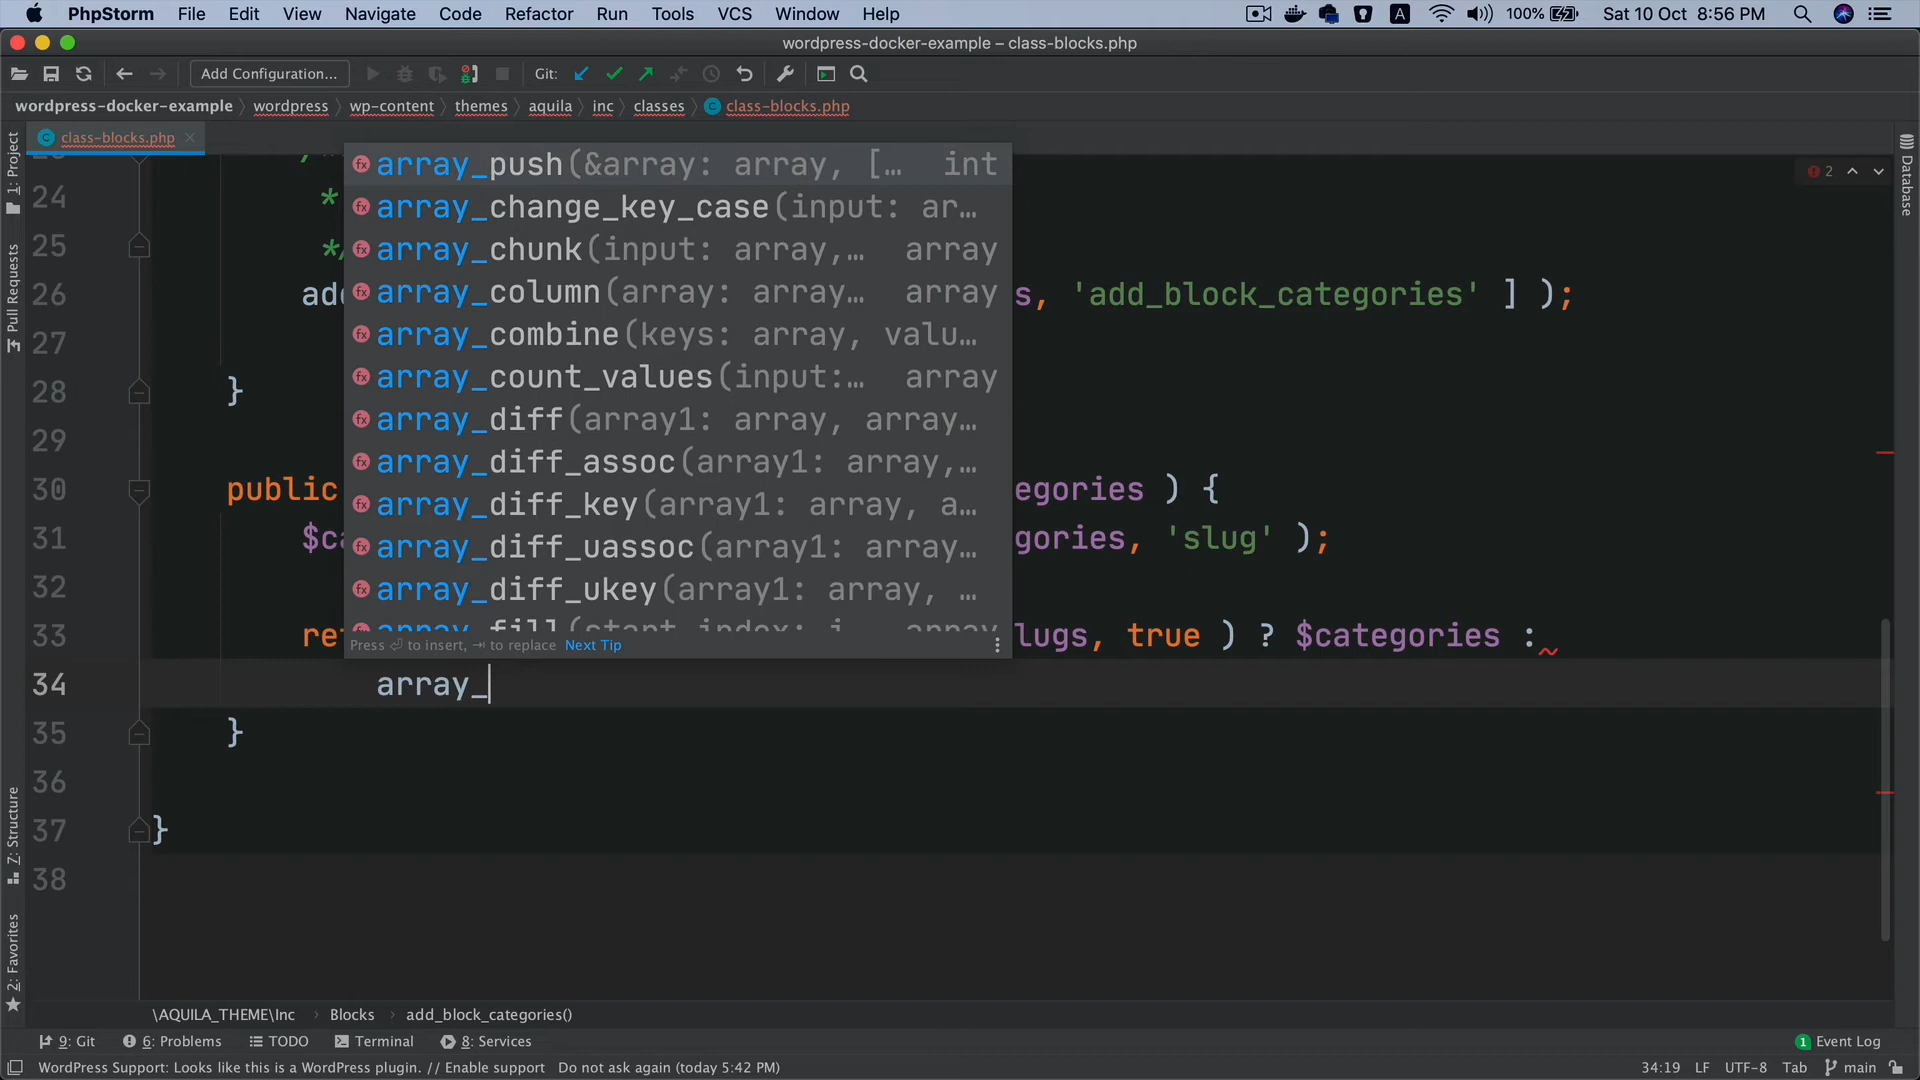 PhpStorm File Edit View Navigate Code Refactor Run Tools VCS Window Help 100% Sat 10 Oct 8:56 PM
wordpress-docker-example – class-blocks.php
Add Configuration... Git:
wordpress-docker-example wordpress wp-content themes aquila inc classes class-blocks.php
class-blocks.php
1: Project
Pull Requests
7: Structure
2: Favorites
Database
2
24 *
25 */
26 add s, 'add_block_categories' ] );
27
28 }
29
30 public egories ) {
31 $ca gories, 'slug' );
32
33 ret lugs, true ) ? $categories :
34 array_
35 }
36
37 }
38
array_push(&array: array, [… int
array_change_key_case(input: ar…
array_chunk(input: array,… array
array_column(array: array… array
array_combine(keys: array, valu…
array_count_values(input:… array
array_diff(array1: array, array…
array_diff_assoc(array1: array,…
array_diff_key(array1: array, a…
array_diff_uassoc(array1: array…
array_diff_ukey(array1: array, …
array_fill(start_index: i… array
Press ⏎ to insert, ⇥ to replace Next Tip
\AQUILA_THEME\Inc Blocks add_block_categories()
9: Git 6: Problems TODO Terminal 8: Services 1 Event Log
WordPress Support: Looks like this is a WordPress plugin. // Enable support Do not ask again (today 5:42 PM) 34:19 LF UTF-8 Tab main